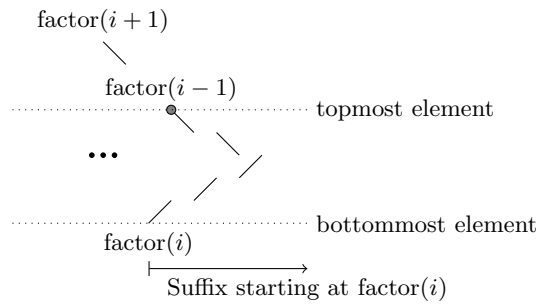 factor(i + 1)
factor(i − 1)
topmost element
•••
bottommost element
factor(i)
Suffix starting at factor(i)